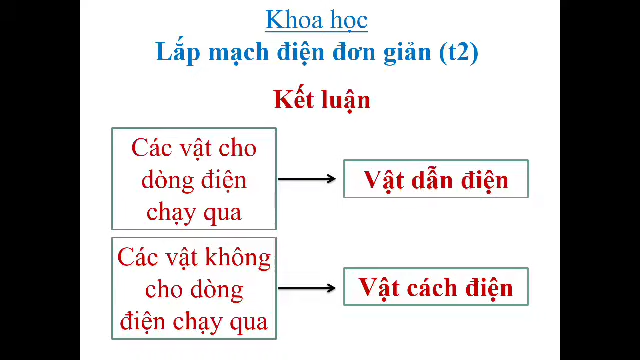 Khoa học
Lắp mạch điện đơn giản (t2)
Kết luận
Các vật cho
dòng điện
chạy qua
Vật dẫn điện
Các vật không
cho dòng
điện chạy qua
Vật cách điện